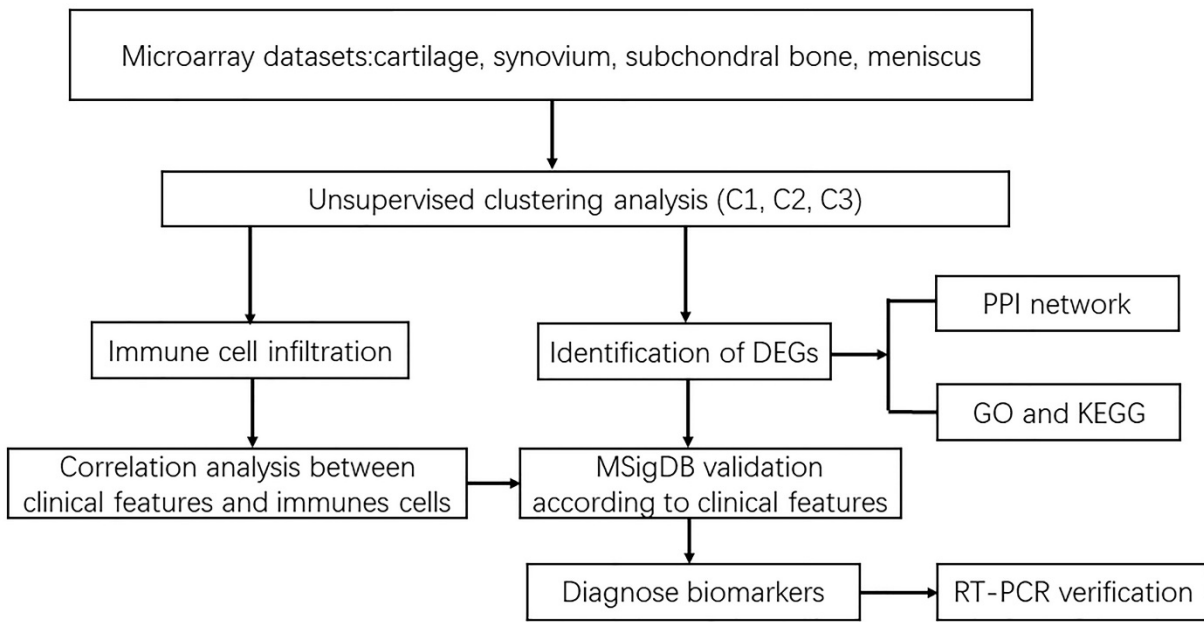 Microarray datasets:cartilage, synovium, subchondral bone, meniscus
Unsupervised clustering analysis (C1, C2, C3)
PPI network
Immune cell infiltration
Identification of DEGs
GO and KEGG
Correlation analysis between
clinical features and immunes cells
MSigDB validation
according to clinical features
Diagnose biomarkers
RT-PCR verification